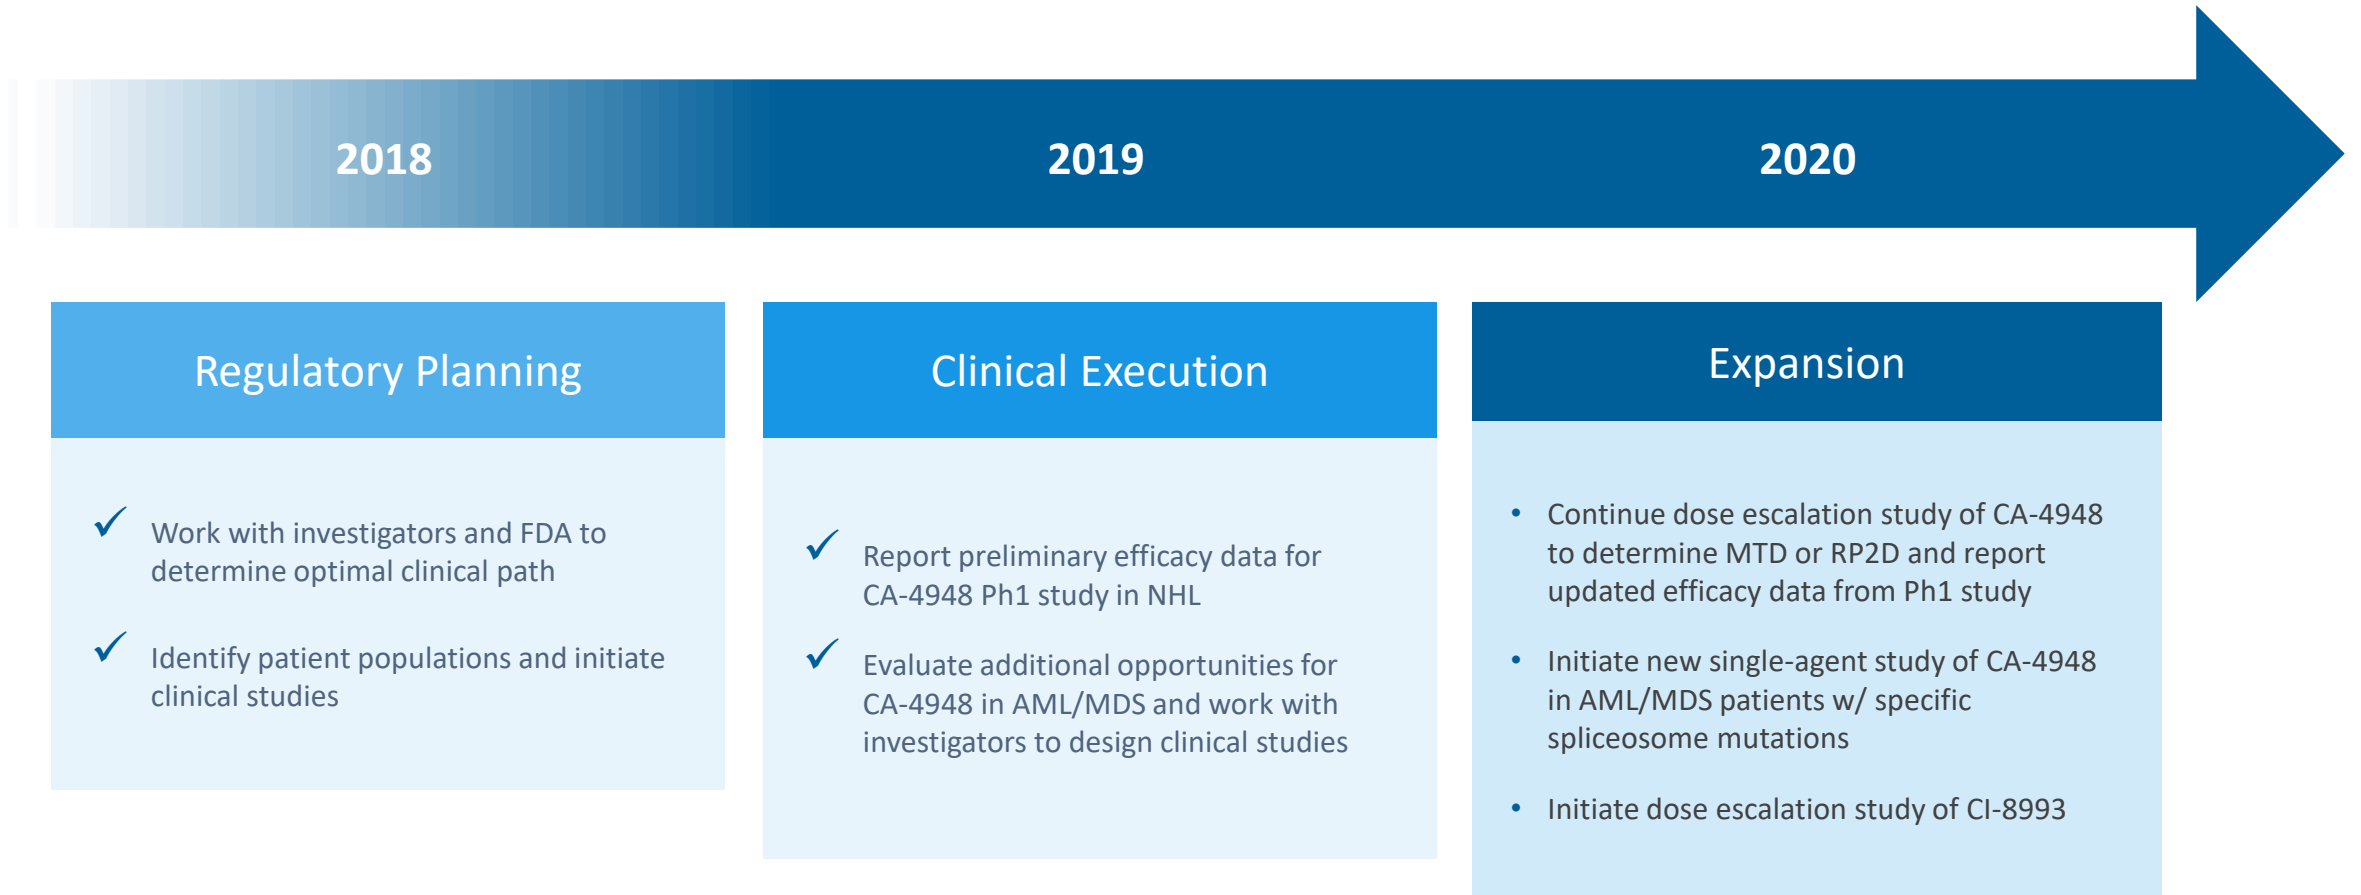 2018
2019
2020
Regulatory Planning
✓ Work with investigators and FDA to
determine optimal clinical path
✓ Identify patient populations and initiate
clinical studies
Clinical Execution
✓ Report preliminary efficacy data for
CA-4948 Ph1 study in NHL
✓ Evaluate additional opportunities for
CA-4948 in AML/MDS and work with
investigators to design clinical studies
Expansion
• Continue dose escalation study of CA-4948
to determine MTD or RP2D and report
updated efficacy data from Ph1 study
• Initiate new single-agent study of CA-4948
in AML/MDS patients w/ specific
spliceosome mutations
• Initiate dose escalation study of CI-8993